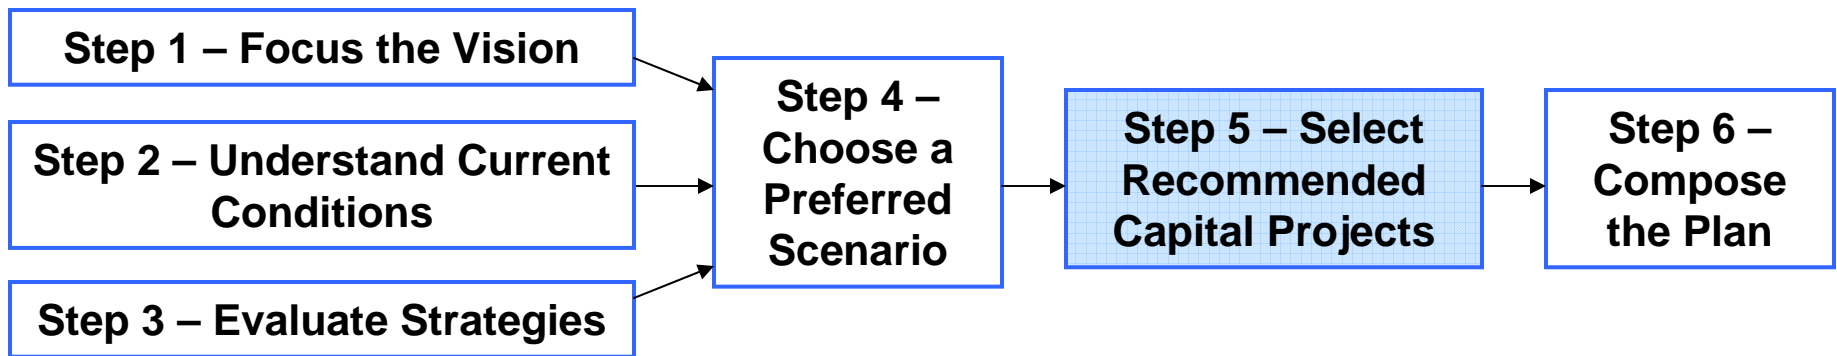 Step 1 – Focus the Vision
Step 2 – Understand Current
Conditions
Step 3 – Evaluate Strategies
Step 4 –
Choose a
Preferred
Scenario
Step 5 – Select
Recommended
Capital Projects
Step 6 –
Compose
the Plan